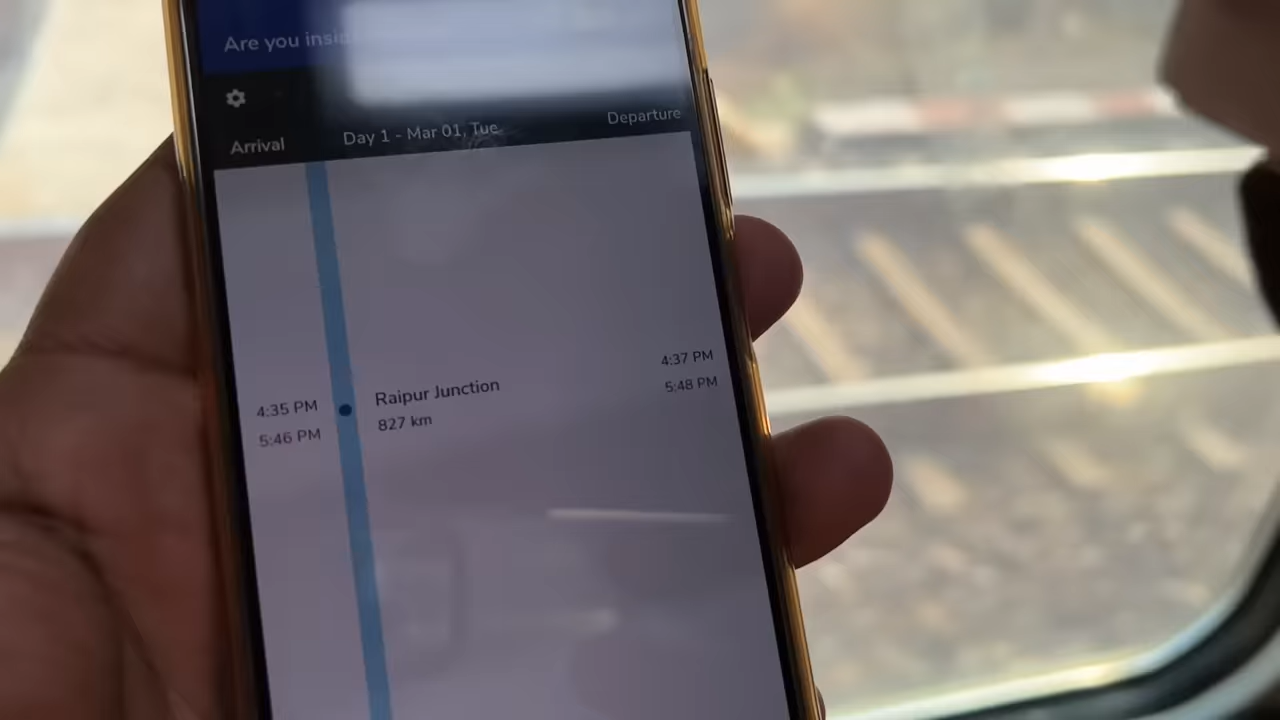 Are you insid
Arrival Day 1 - Mar 01, Tue Departure
4:35 PM Raipur Junction 4:37 PM
5:46 PM 827 km 5:48 PM